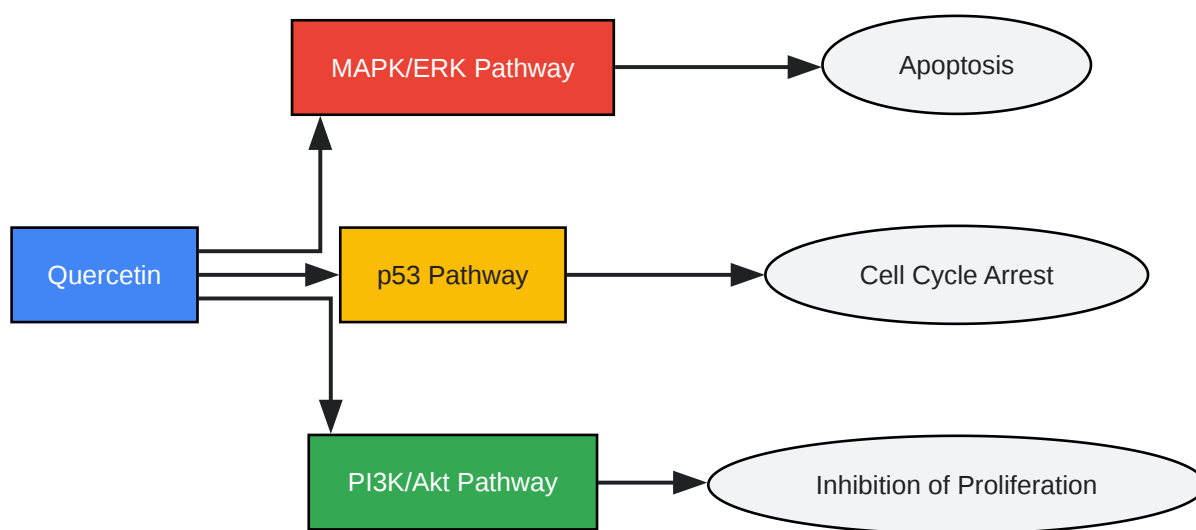 MAPK/ERK Pathway
Apoptosis
Quercetin
p53 Pathway
Cell Cycle Arrest
PI3K/Akt Pathway
Inhibition of Proliferation